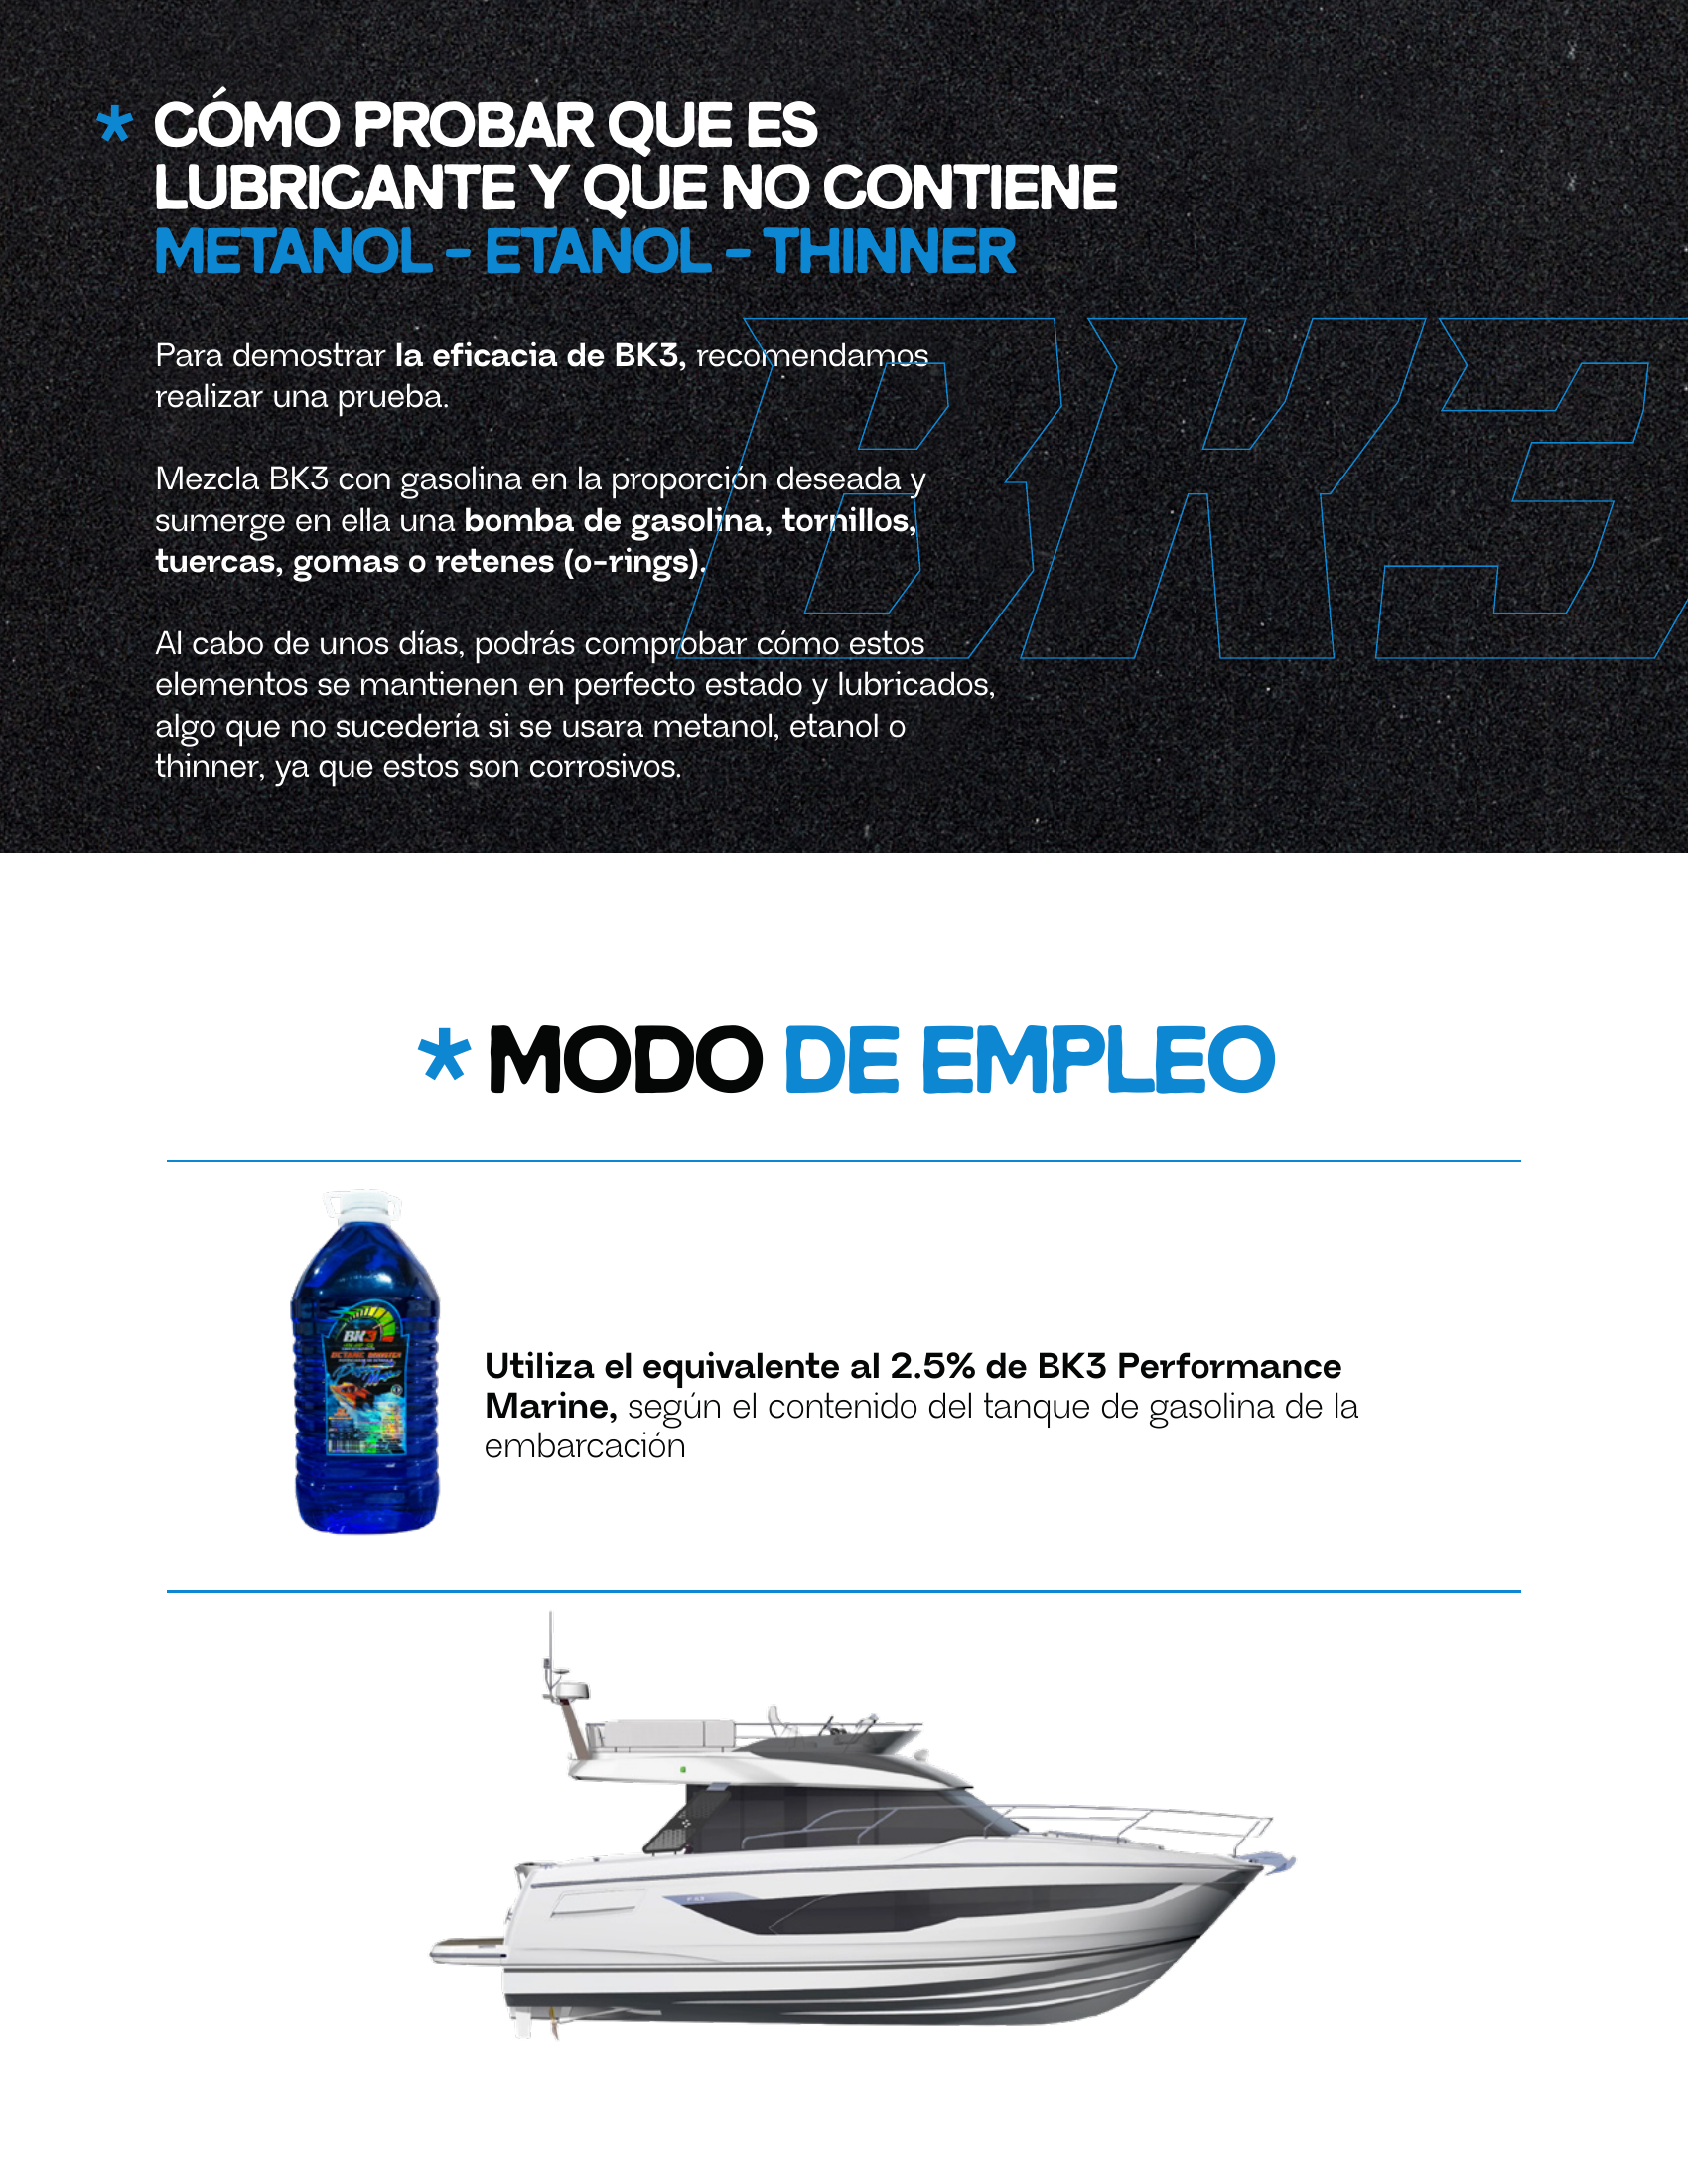 * CÓMO PROBAR QUE ES
LUBRICANTE Y QUE NO CONTIENE
METANOL - ETANOL - THINNER
BK3
Para demostrar la eficacia de BK3, recomendamos
realizar una prueba.
Mezcla BK3 con gasolina en la proporción deseada y
sumerge en ella una bomba de gasolina, tornillos,
tuercas, gomas o retenes (o-rings).
Al cabo de unos días, podrás comprobar cómo estos
elementos se mantienen en perfecto estado y lubricados,
algo que no sucedería si se usara metanol, etanol o
thinner, ya que estos son corrosivos.
* MODO DE EMPLEO
BK3
OCTANE BOOSTER
Utiliza el equivalente al 2.5% de BK3 Performance
Marine, según el contenido del tanque de gasolina de la
embarcación